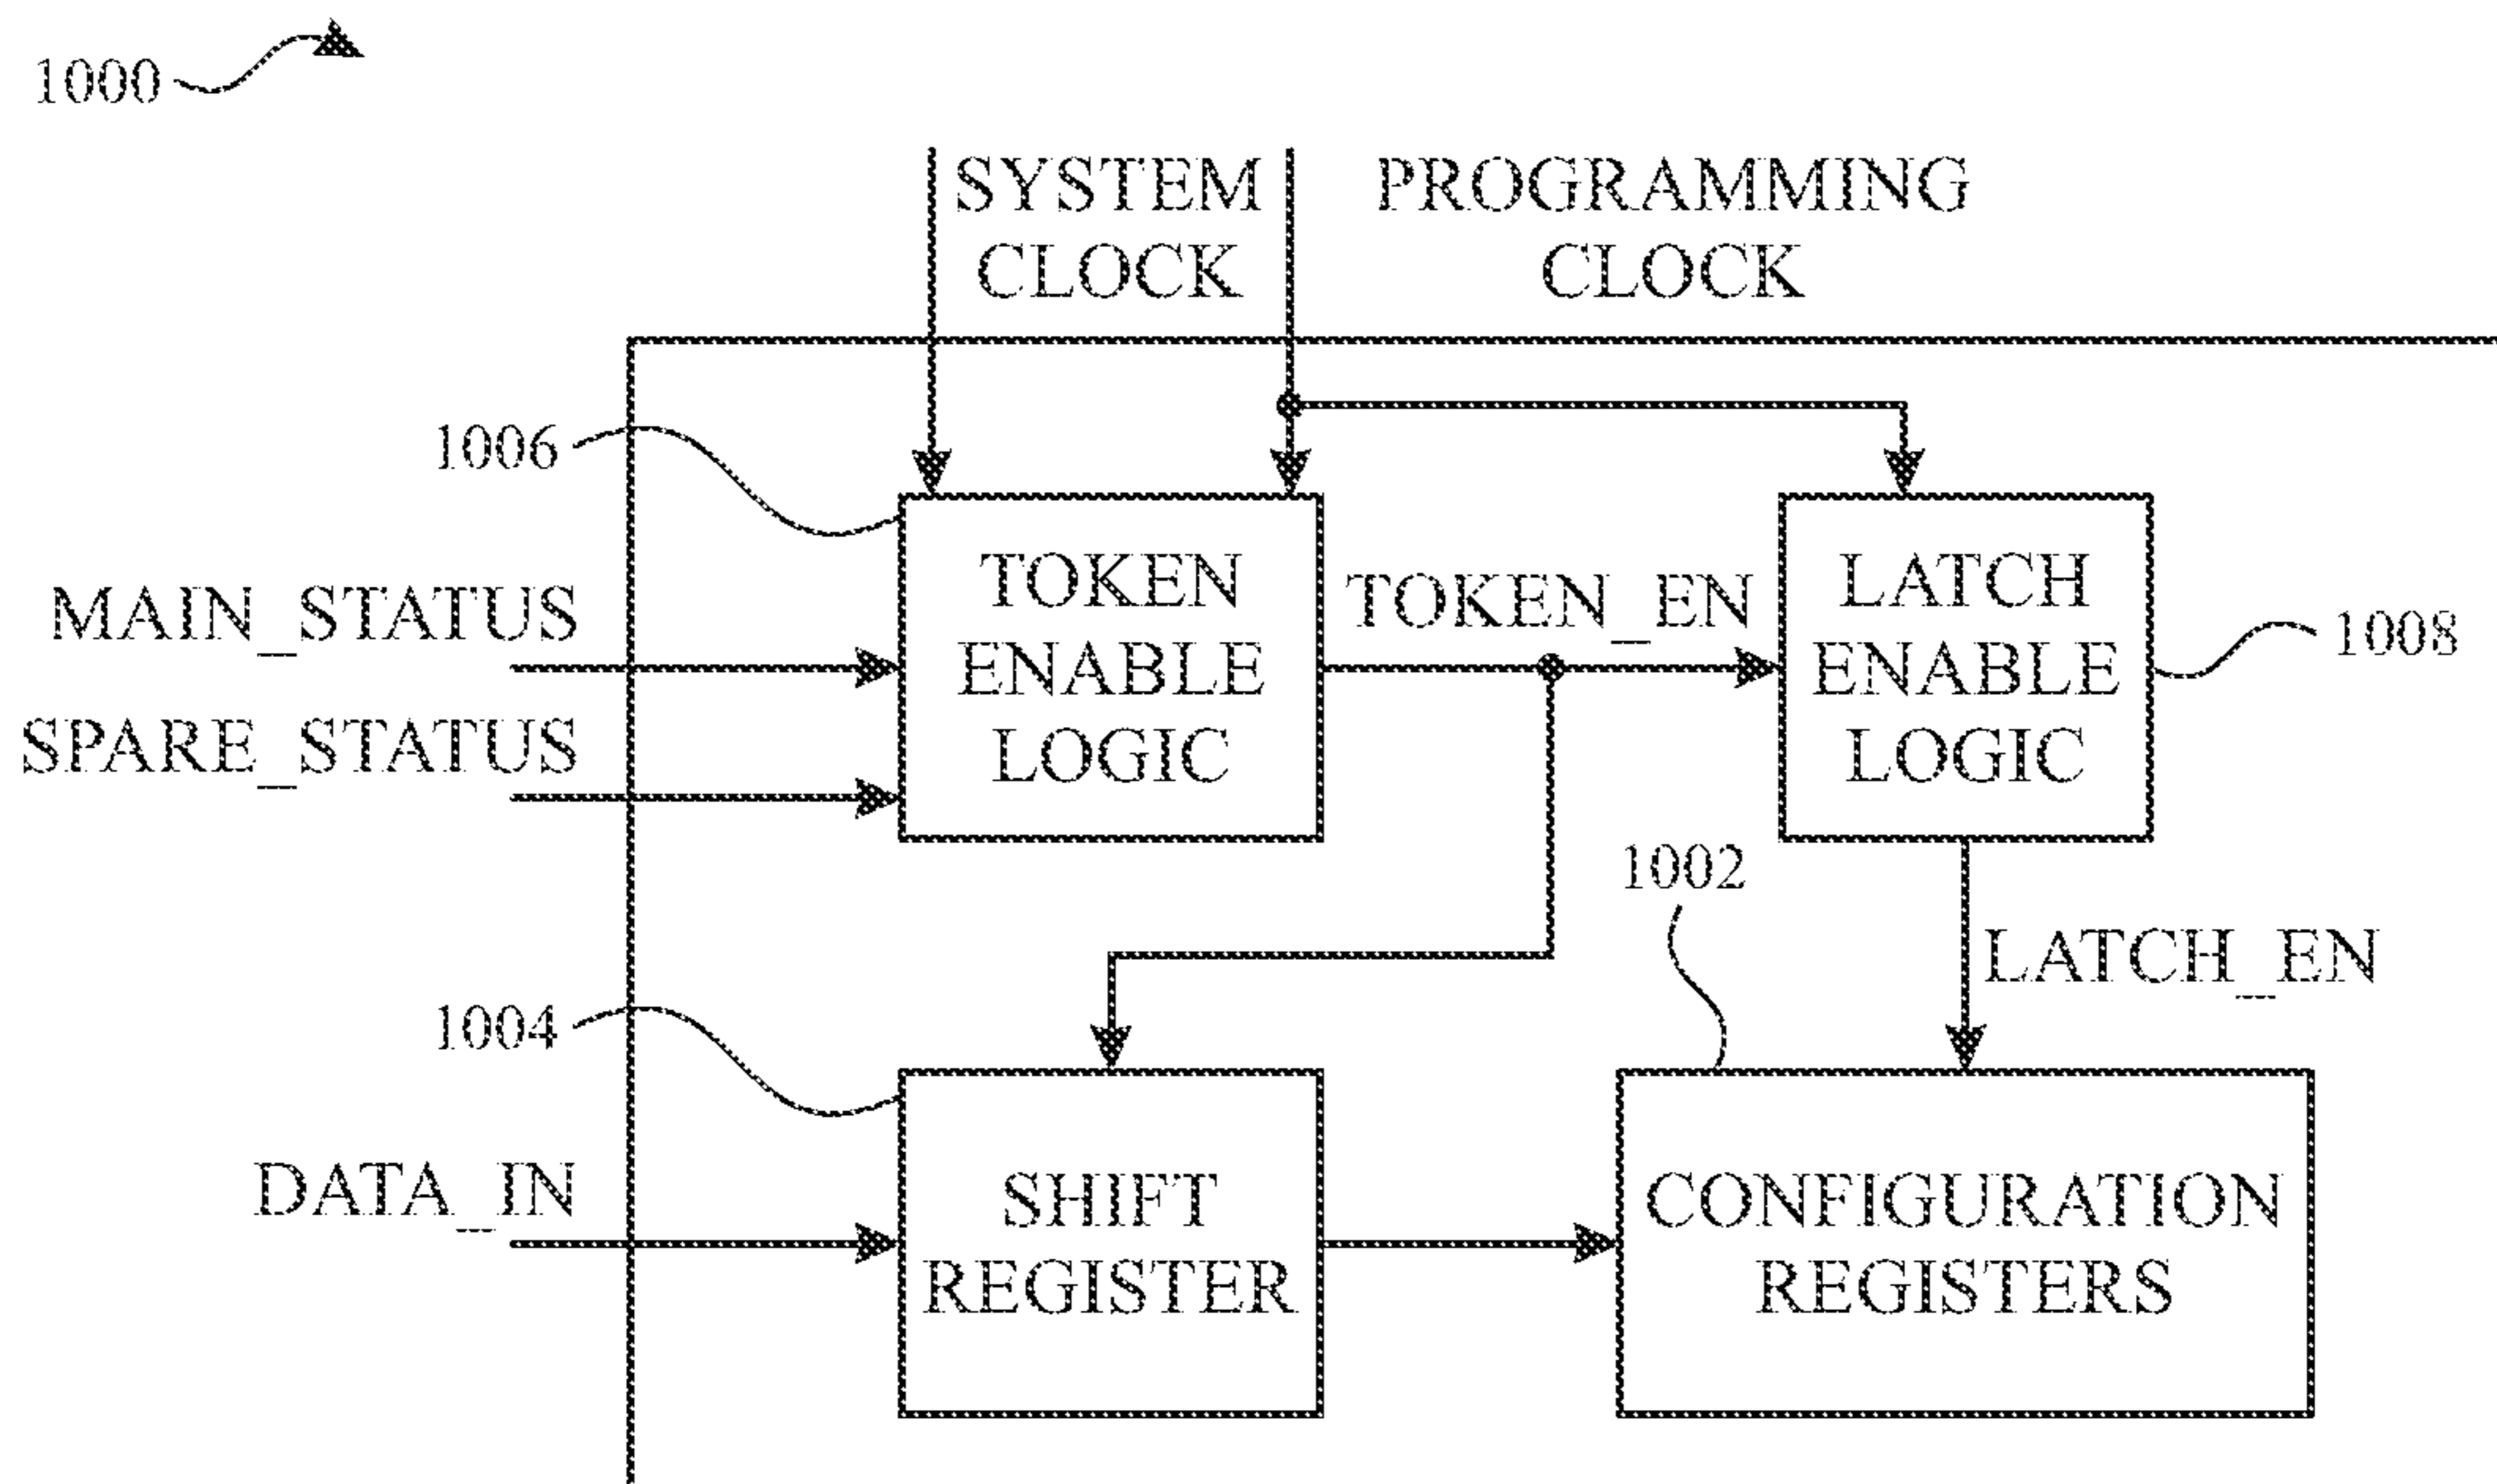 1000
SYSTEM
CLOCK
PROGRAMMING
CLOCK
1006
MAIN_STATUS
SPARE_STATUS
TOKEN
ENABLE
LOGIC
TOKEN_EN
LATCH
ENABLE
LOGIC
1008
1002
LATCH_EN
1004
DATA_IN
SHIFT
REGISTER
CONFIGURATION
REGISTERS